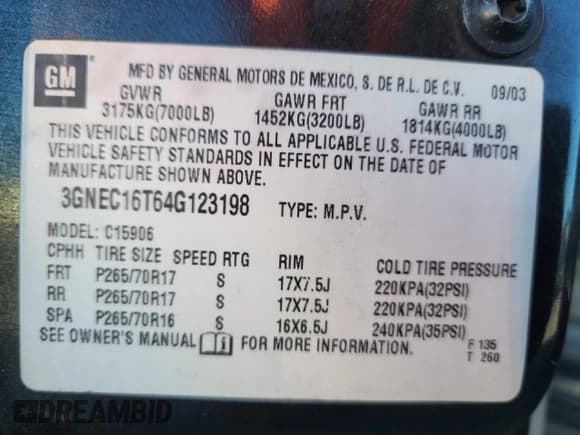 GM
MFD BY GENERAL MOTORS DE MEXICO, S. DE R.L. DE C.V. 09/03
GVWR GAWR FRT GAWR RR
3175KG(7000LB) 1452KG(3200LB) 1814KG(4000LB)
THIS VEHICLE CONFORMS TO ALL APPLICABLE U.S. FEDERAL MOTOR
VEHICLE SAFETY STANDARDS IN EFFECT ON THE DATE OF
MANUFACTURE SHOWN ABOVE.
3GNEC16T64G123198 TYPE: M.P.V.
MODEL: C15906
CPHH TIRE SIZE SPEED RTG RIM COLD TIRE PRESSURE
FRT P265/70R17 S 17X7.5J 220KPA(32PSI)
RR P265/70R17 S 17X7.5J 220KPA(32PSI)
SPA P265/70R16 S 16X6.5J 240KPA(35PSI)
SEE OWNER'S MANUAL i FOR MORE INFORMATION. F 135
T 260
DREAMBID